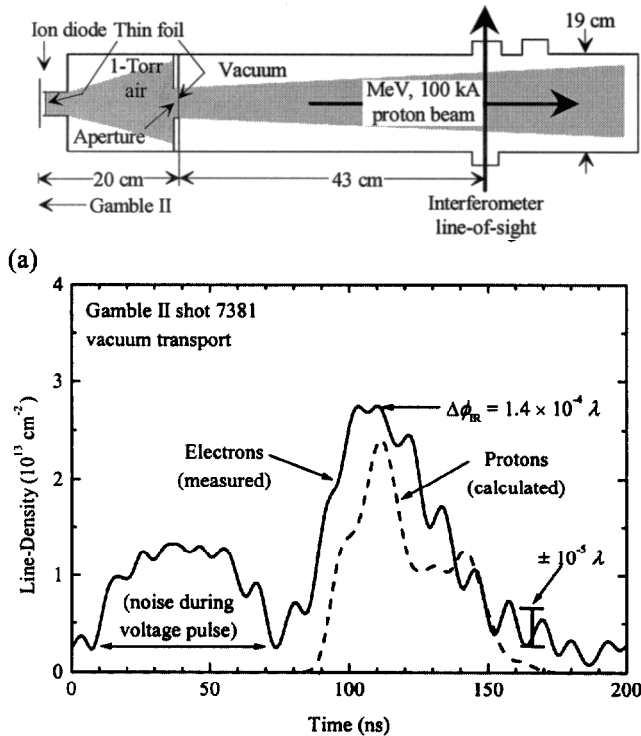 Ion diode Thin foil
19 cm
1-Torr
air
Vacuum
MeV, 100 kA
proton beam
Aperture
20 cm
43 cm
Gamble II
Interferometer
line-of-sight
(a)
4
Gamble II shot 7381
vacuum transport
3
Δϕ_IR = 1.4 × 10⁻⁴ λ
Electrons
(measured)
Protons
(calculated)
2
Line-Density (10¹³ cm⁻²)
± 10⁻⁵ λ
1
(noise during
voltage pulse)
0
0 50 100 150 200
Time (ns)